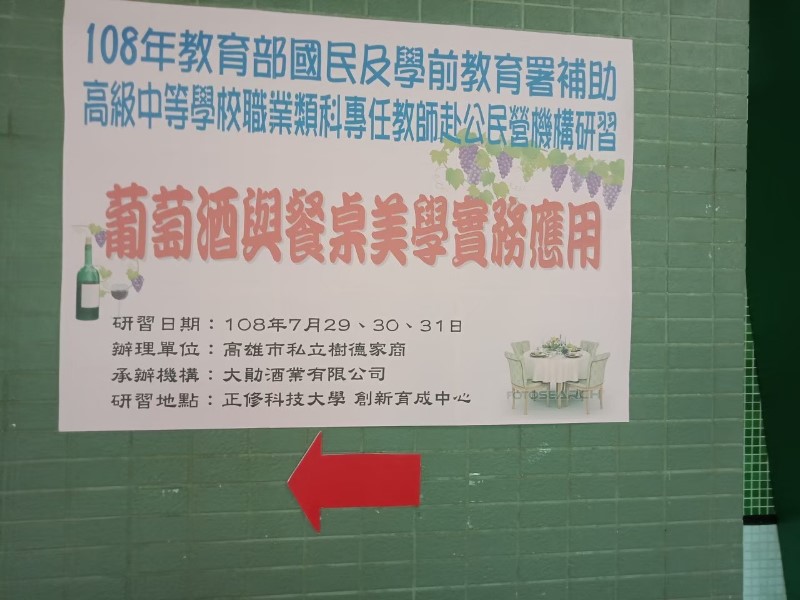 108年教育部國民及學前教育署補助
高級中等學校職業類科專任教師赴公民營機構研習
葡萄酒與餐桌美學實務應用
研習日期：108年7月29、30、31日
辦理單位：高雄市私立樹德家商
承辦機構：大勛酒業有限公司
研習地點：正修科技大學 創新育成中心
FOTOSEARCH